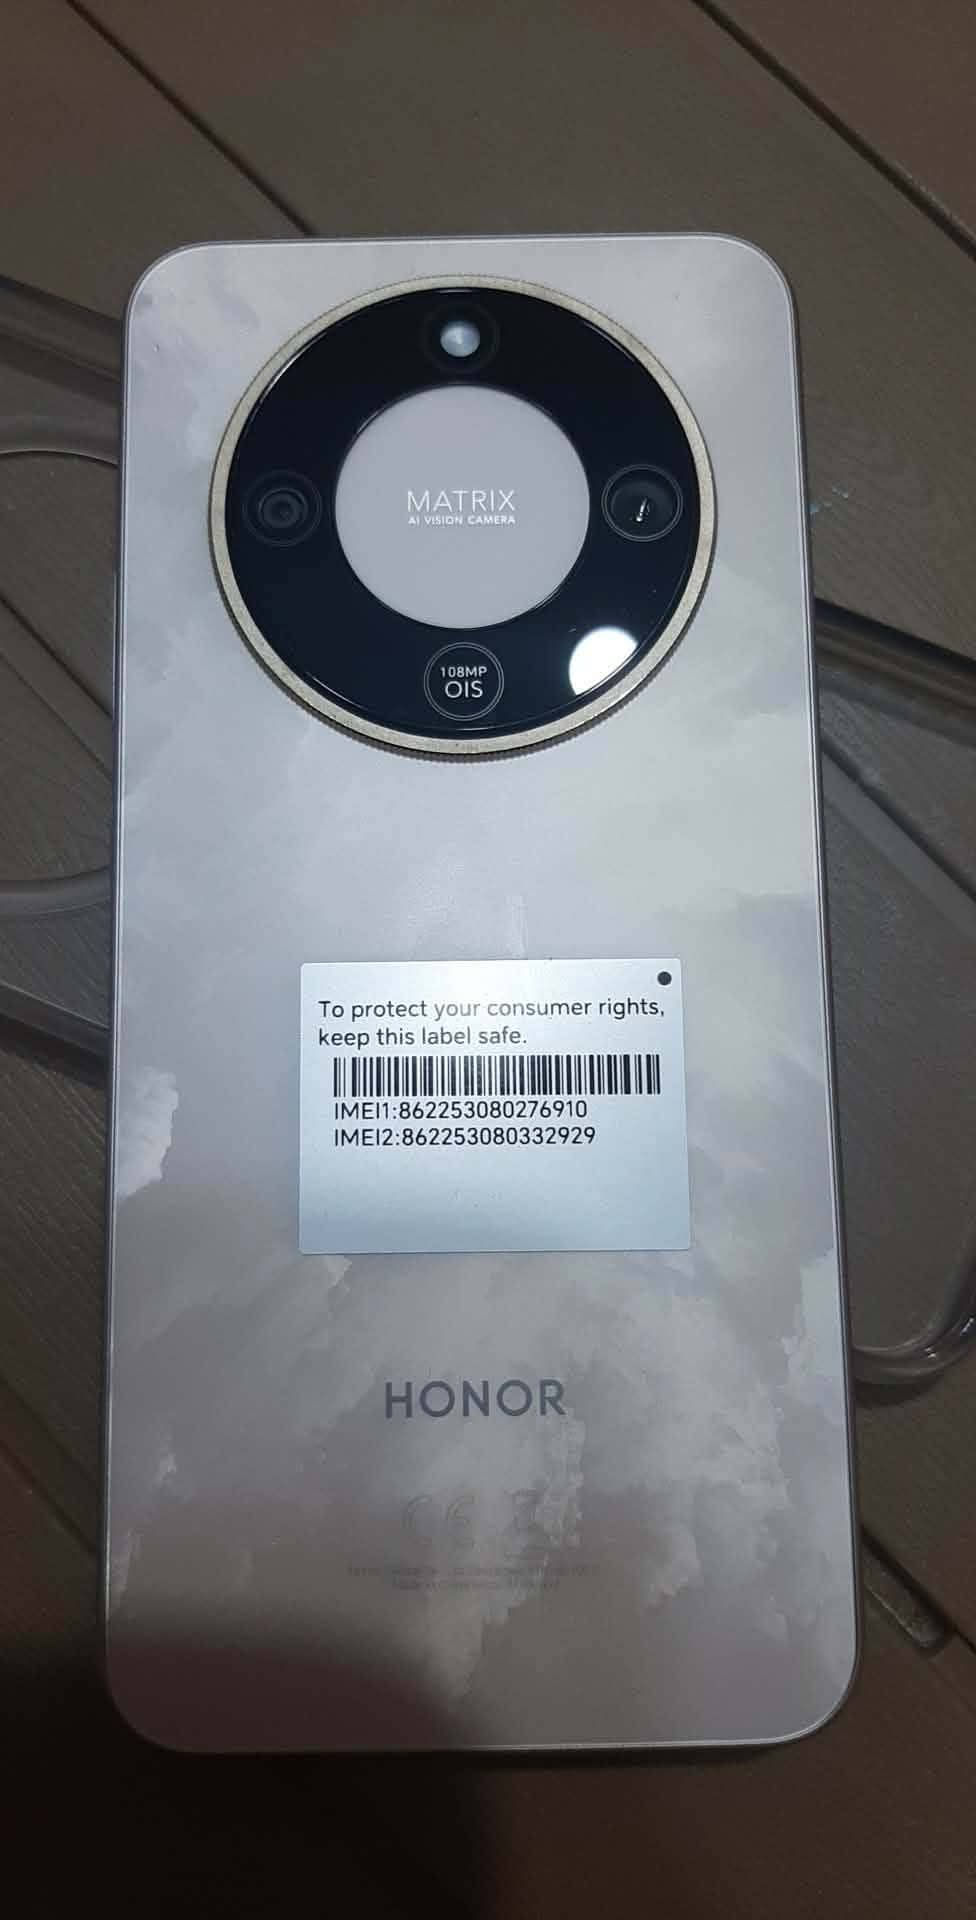 MATRIX
AI VISION CAMERA
108MP
OIS
To protect your consumer rights,
keep this label safe.
IMEI1:862253080276910
IMEI2:862253080332929
HONOR